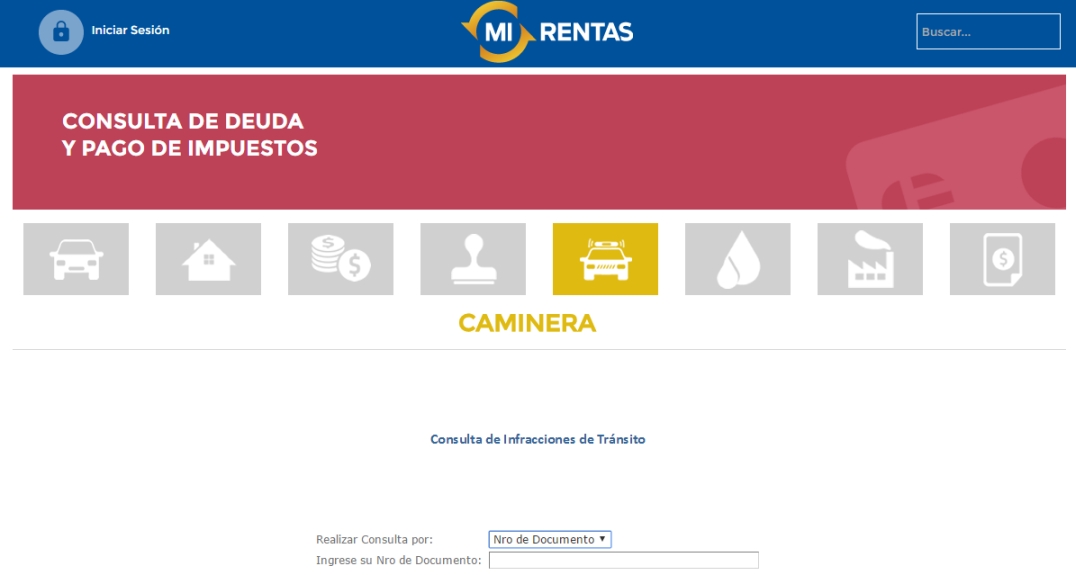 Iniciar Sesión
MI RENTAS
Buscar...
CONSULTA DE DEUDA
Y PAGO DE IMPUESTOS
CAMINERA
Consulta de Infracciones de Tránsito
Realizar Consulta por: Nro de Documento
Ingrese su Nro de Documento: